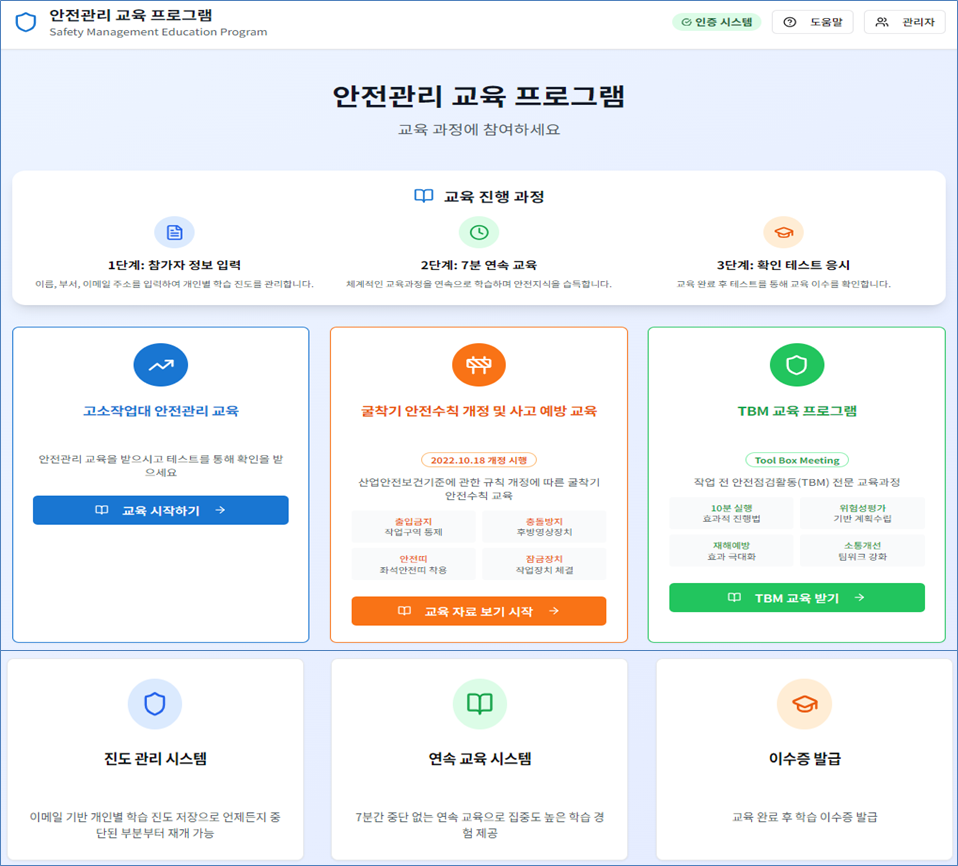 안전관리 교육 프로그램
Safety Management Education Program
인증 시스템
도움말
관리자
안전관리 교육 프로그램
교육 과정에 참여하세요
교육 진행 과정
1단계: 참가자 정보 입력
이름, 부서, 이메일 주소를 입력하여 개인별 학습 진도를 관리합니다.
2단계: 7분 연속 교육
체계적인 교육과정을 연속으로 학습하며 안전지식을 습득합니다.
3단계: 확인 테스트 응시
교육 완료 후 테스트를 통해 교육 이수를 확인합니다.
고소작업대 안전관리 교육
안전관리 교육을 받으시고 테스트를 통해 확인을 받
으세요
교육 시작하기 →
굴착기 안전수칙 개정 및 사고 예방 교육
2022.10.18 개정 시행
산업안전보건기준에 관한 규칙 개정에 따른 굴착기
안전수칙 교육
출입금지
작업구역 통제
충돌방지
후방영상장치
안전띠
좌석안전띠 착용
잠금장치
작업장치 체결
교육 자료 보기 시작 →
TBM 교육 프로그램
Tool Box Meeting
작업 전 안전점검활동(TBM) 전문 교육과정
10분 실행
효과적 진행법
위험성평가
기반 계획수립
재해예방
효과 극대화
소통개선
팀워크 강화
TBM 교육 받기 →
진도 관리 시스템
이메일 기반 개인별 학습 진도 저장으로 언제든지 중
단된 부분부터 재개 가능
연속 교육 시스템
7분간 중단 없는 연속 교육으로 집중도 높은 학습 경
험 제공
이수증 발급
교육 완료 후 학습 이수증 발급